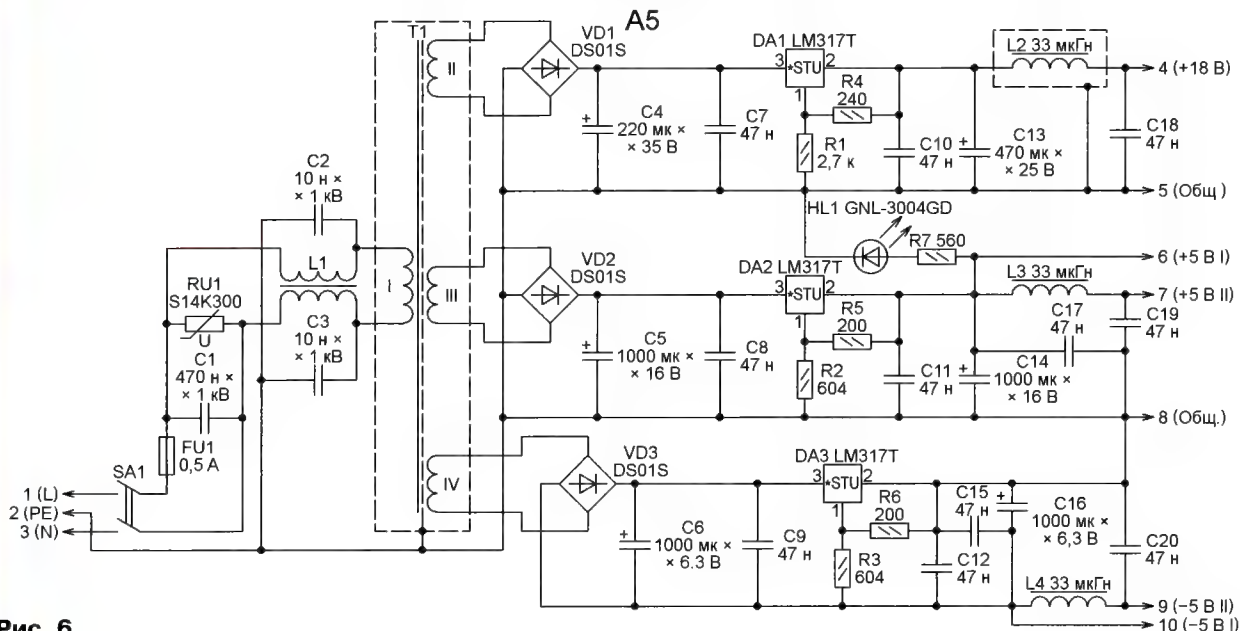 A5
T1
VD1
DS01S
II
DA1 LM317T
3
*STU
2
1
R4
240
L2 33 мкГн
4 (+18 В)
C4
220 мк ×
× 35 В
+
C7
47 н
R1
2,7 к
C10
47 н
+
C13
470 мк ×
× 25 В
C18
47 н
5 (Общ.)
C2
10 н ×
× 1 кВ
HL1 GNL-3004GD
R7 560
6 (+5 В I)
L1
I
III
VD2
DS01S
DA2 LM317T
3
*STU
2
1
R5
200
L3 33 мкГн
7 (+5 В II)
RU1
S14K300
U
C3
10 н ×
× 1 кВ
C1
470 н ×
× 1 кВ
+
C5
1000 мк ×
× 16 В
C8
47 н
R2
604
C11
47 н
C17
47 н
C19
47 н
+
C14
1000 мк ×
× 16 В
8 (Общ.)
FU1
0,5 А
SA1
1 (L)
2 (PE)
3 (N)
IV
VD3
DS01S
DA3 LM317T
3
*STU
2
1
R6
200
C15
47 н
+
C16
1000 мк ×
× 6,3 В
+
C6
1000 мк ×
× 6.3 В
C9
47 н
R3
604
C12
47 н
C20
47 н
L4 33 мкГн
9 (−5 В II)
10 (−5 В I)
Рис. 6